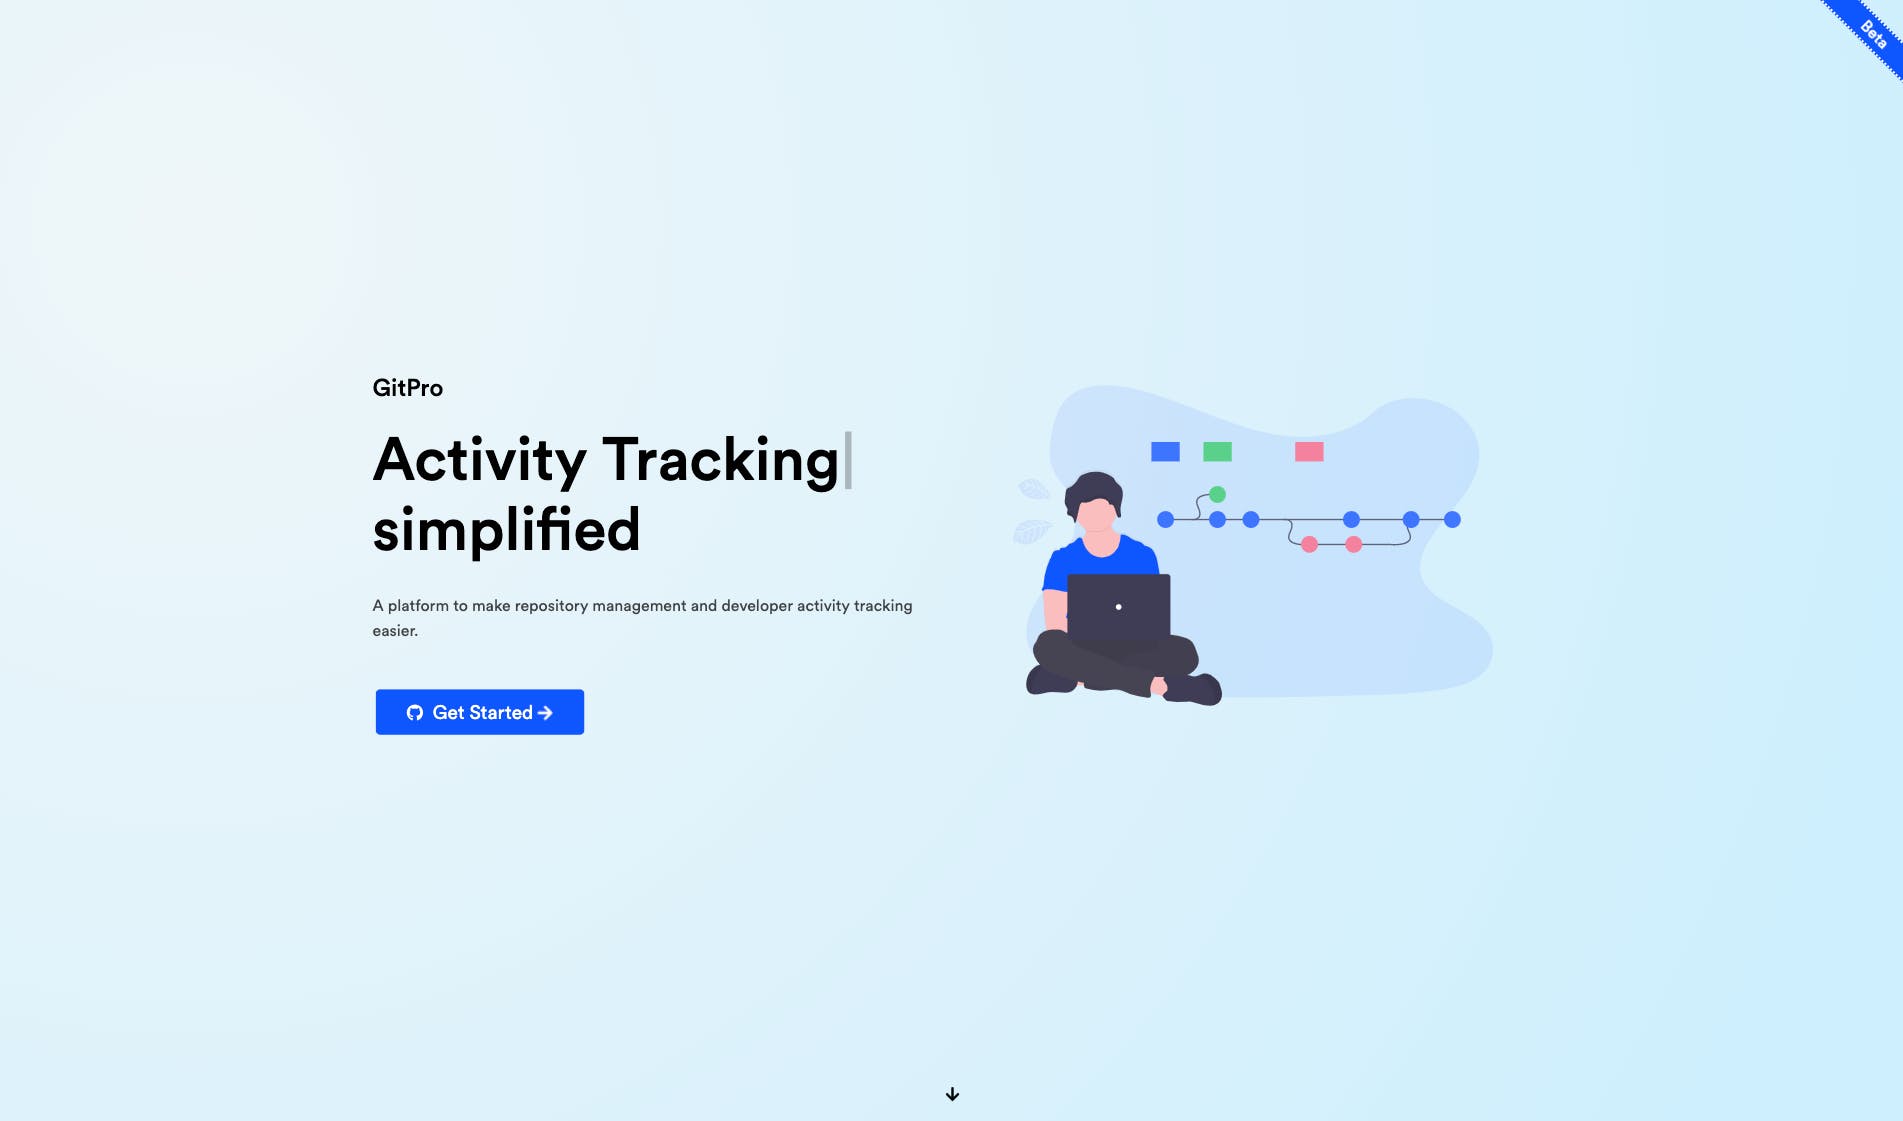 Beta
GitPro
Activity Tracking
simplified
A platform to make repository management and developer activity tracking
easier.
Get Started